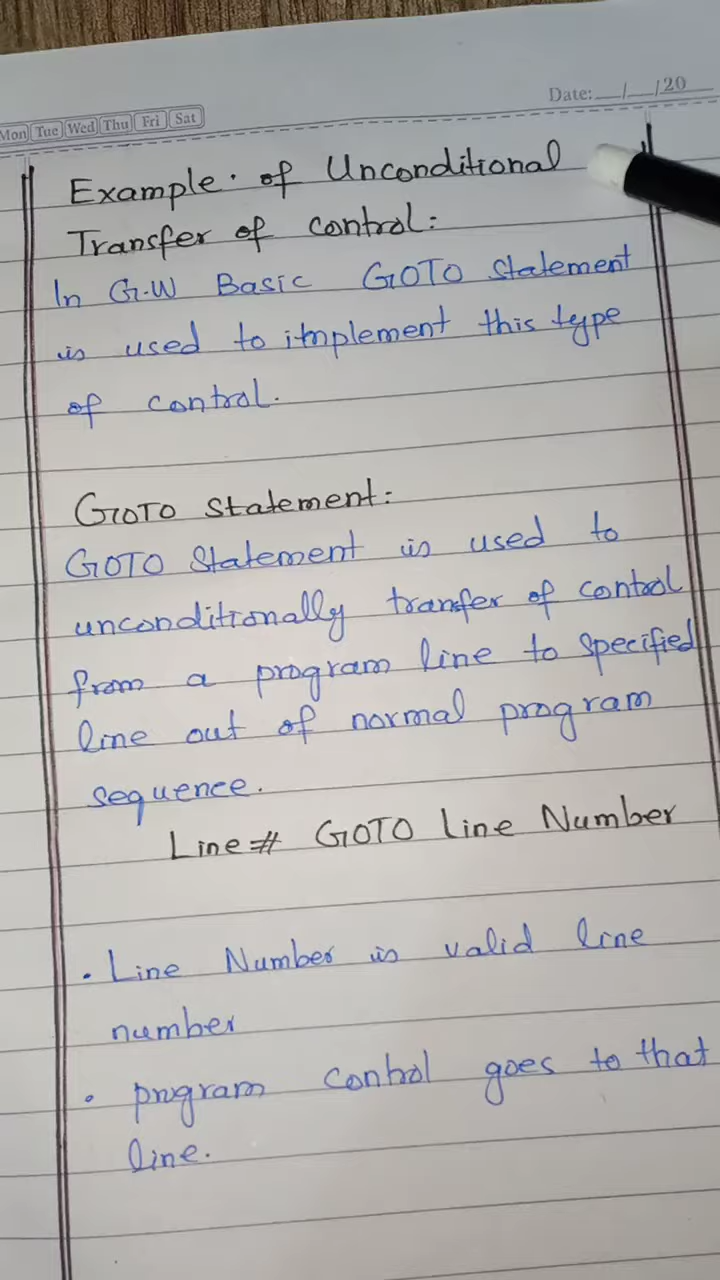 Mon Tue Wed Thu Fri Sat
Date: __/__/20
Example. of Unconditional
Transfer of control:
In G.W Basic GOTO Statement
is used to implement this type
of control.
GOTO Statement:
GOTO Statement is used to
unconditionally transfer of control
from a program line to specified
line out of normal program
sequence.
Line# GOTO Line Number
• Line Number is valid line
number
• program control goes to that
line.